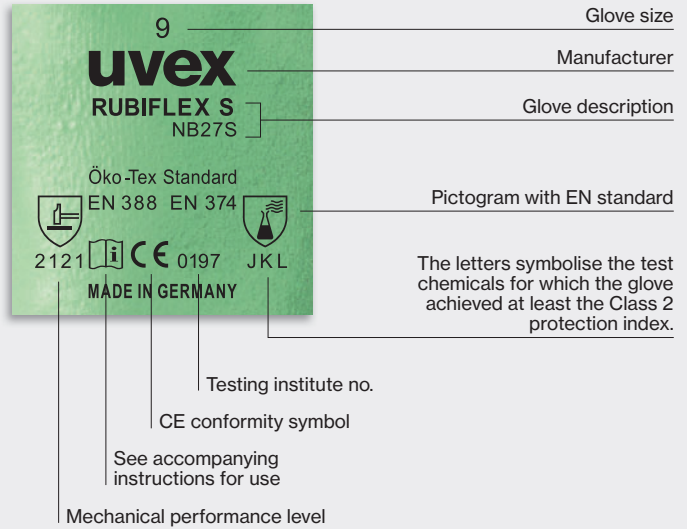 9
Glove size
uvex
Manufacturer
RUBIFLEX S
NB27S
Glove description
Öko-Tex Standard
EN 388 EN 374
Pictogram with EN standard
2121 i CE 0197 JKL
MADE IN GERMANY
The letters symbolise the test
chemicals for which the glove
achieved at least the Class 2
protection index.
Testing institute no.
CE conformity symbol
See accompanying
instructions for use
Mechanical performance level